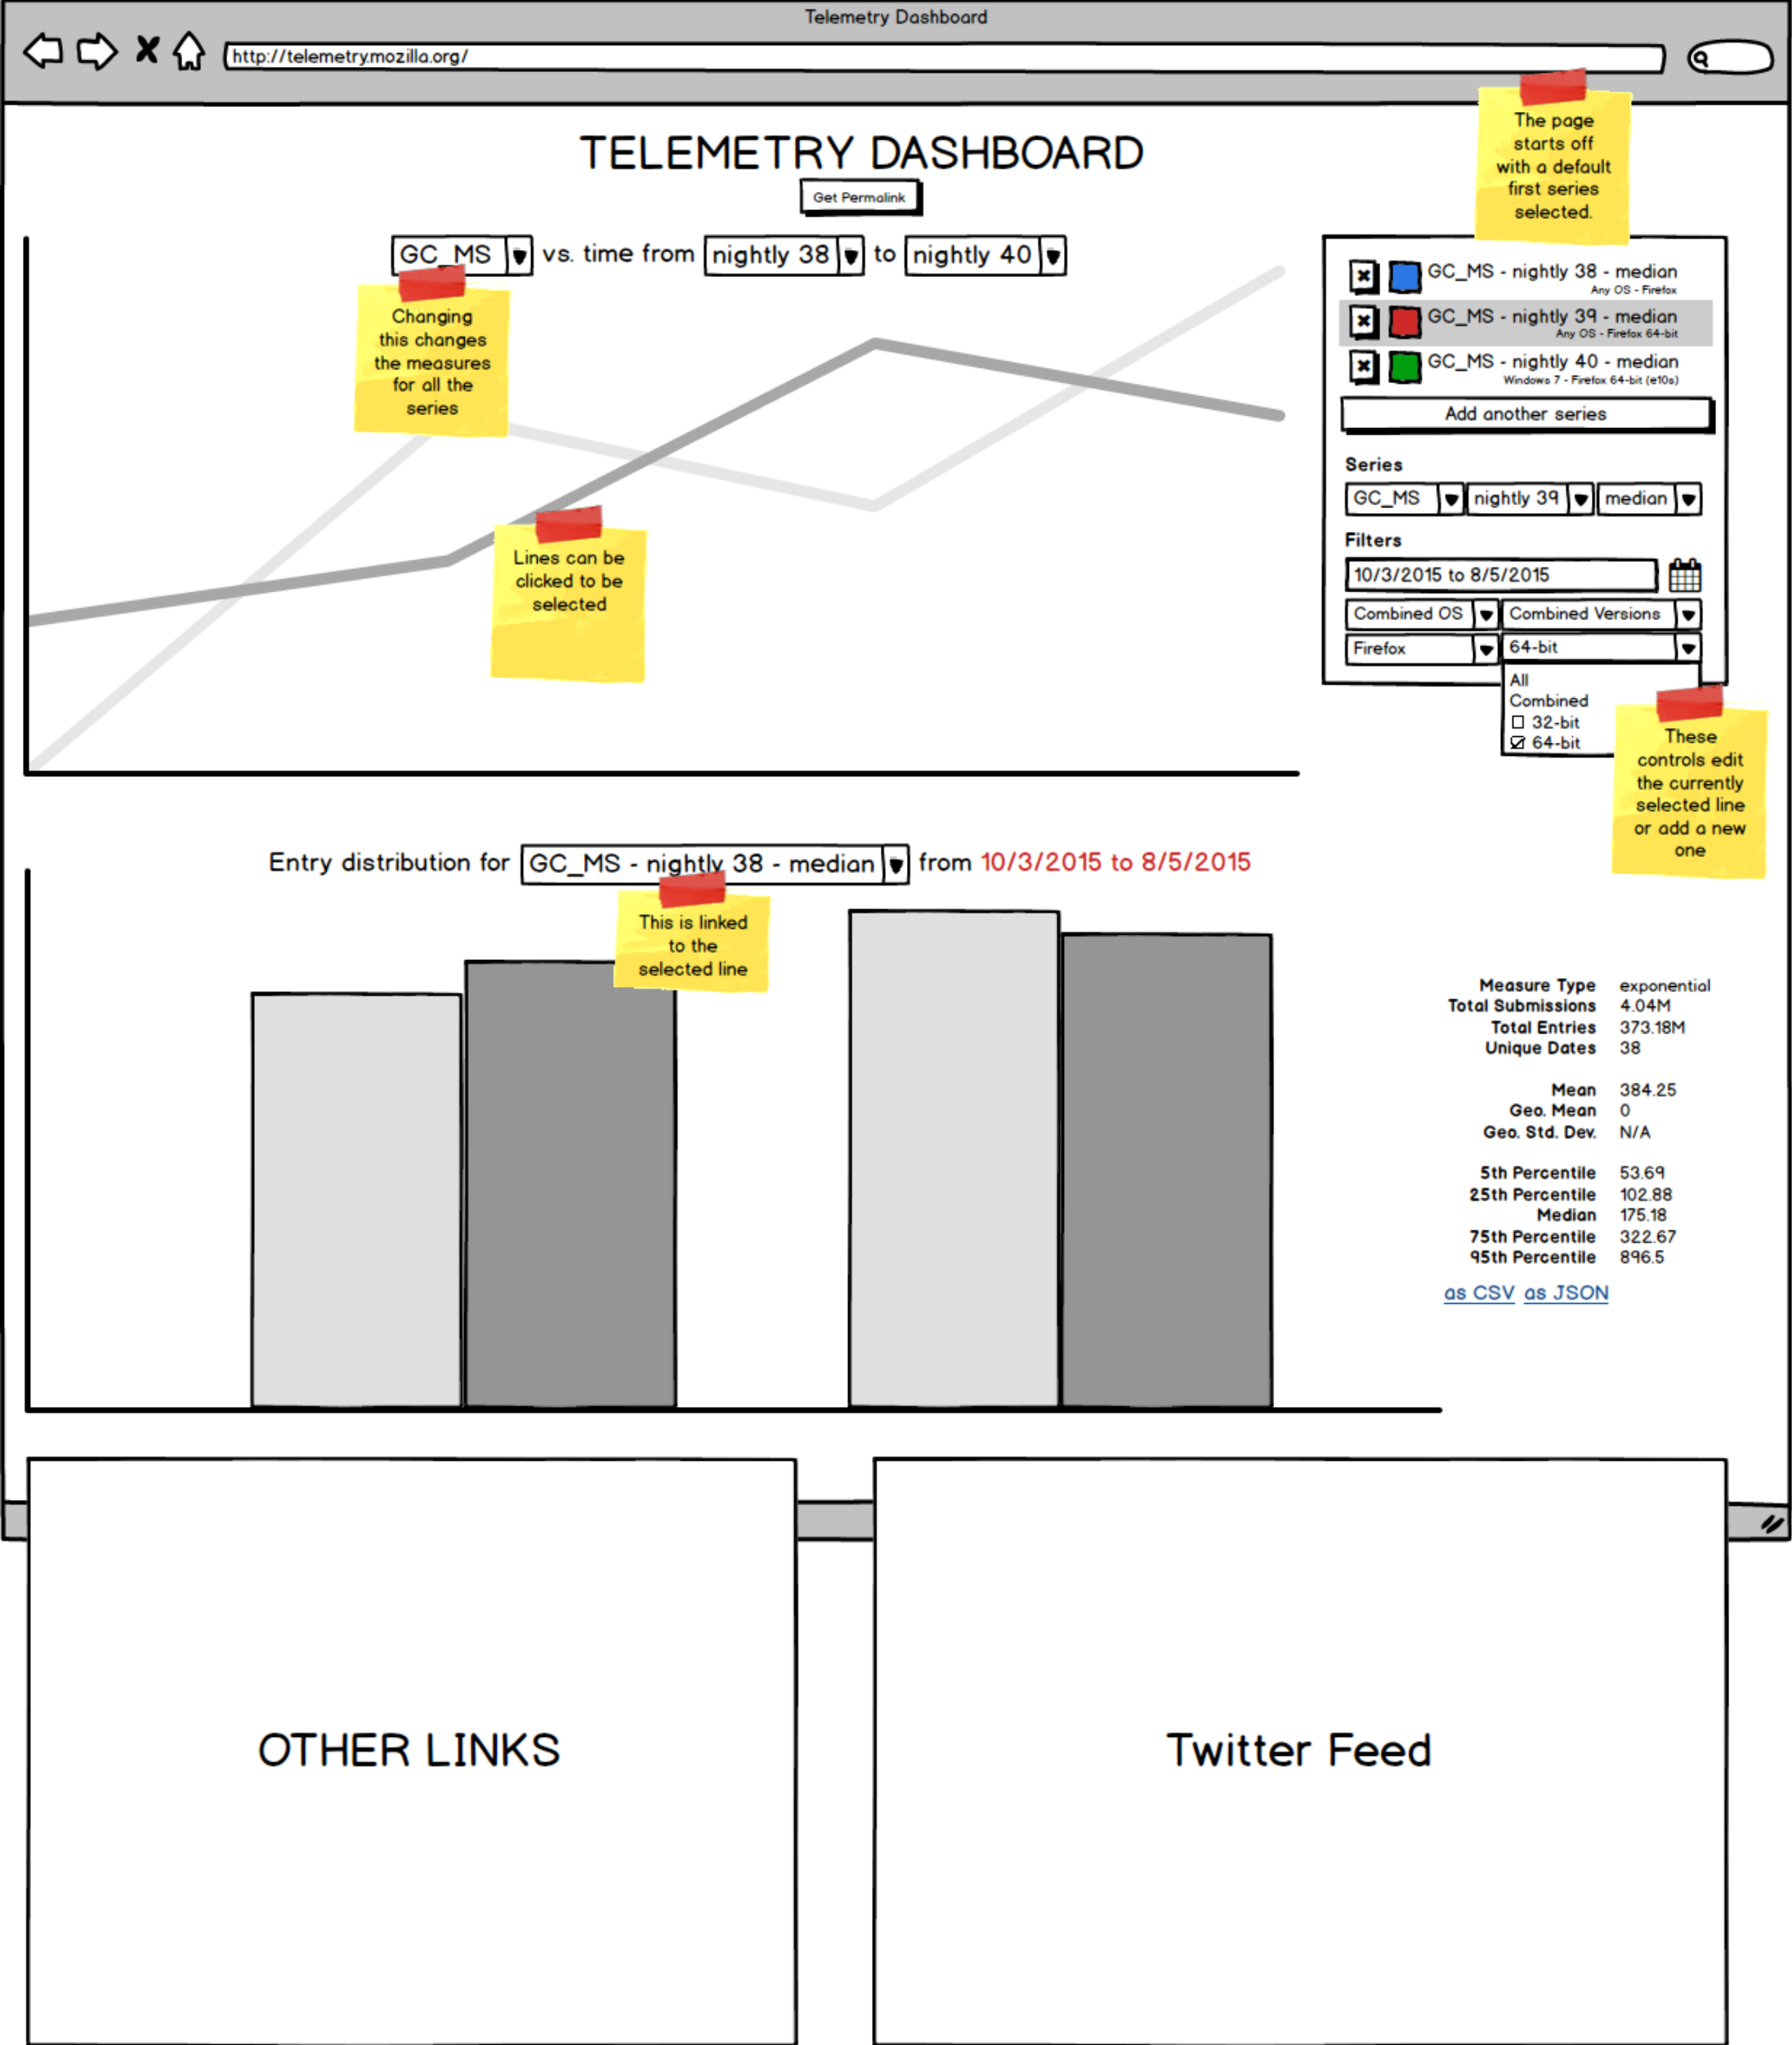 Telemetry Dashboard
http://telemetry.mozilla.org/
The page
starts off
with a default
first series
selected.
TELEMETRY DASHBOARD
Get Permalink
GC_MS vs. time from nightly 38 to nightly 40
Changing
this changes
the measures
for all the
series
Lines can be
clicked to be
selected
GC_MS - nightly 38 - median
Any OS - Firefox
GC_MS - nightly 39 - median
Any OS - Firefox 64-bit
GC_MS - nightly 40 - median
Windows 7 - Firefox 64-bit (e10s)
Add another series
Series
GC_MS nightly 39 median
Filters
10/3/2015 to 8/5/2015
Combined OS Combined Versions
Firefox 64-bit
All
Combined
32-bit
64-bit
These
controls edit
the currently
selected line
or add a new
one
Entry distribution for GC_MS - nightly 38 - median from 10/3/2015 to 8/5/2015
This is linked
to the
selected line
Measure Type exponential
Total Submissions 4.04M
Total Entries 373.18M
Unique Dates 38
Mean 384.25
Geo. Mean 0
Geo. Std. Dev. N/A
5th Percentile 53.69
25th Percentile 102.88
Median 175.18
75th Percentile 322.67
95th Percentile 896.5
as CSV as JSON
OTHER LINKS
Twitter Feed